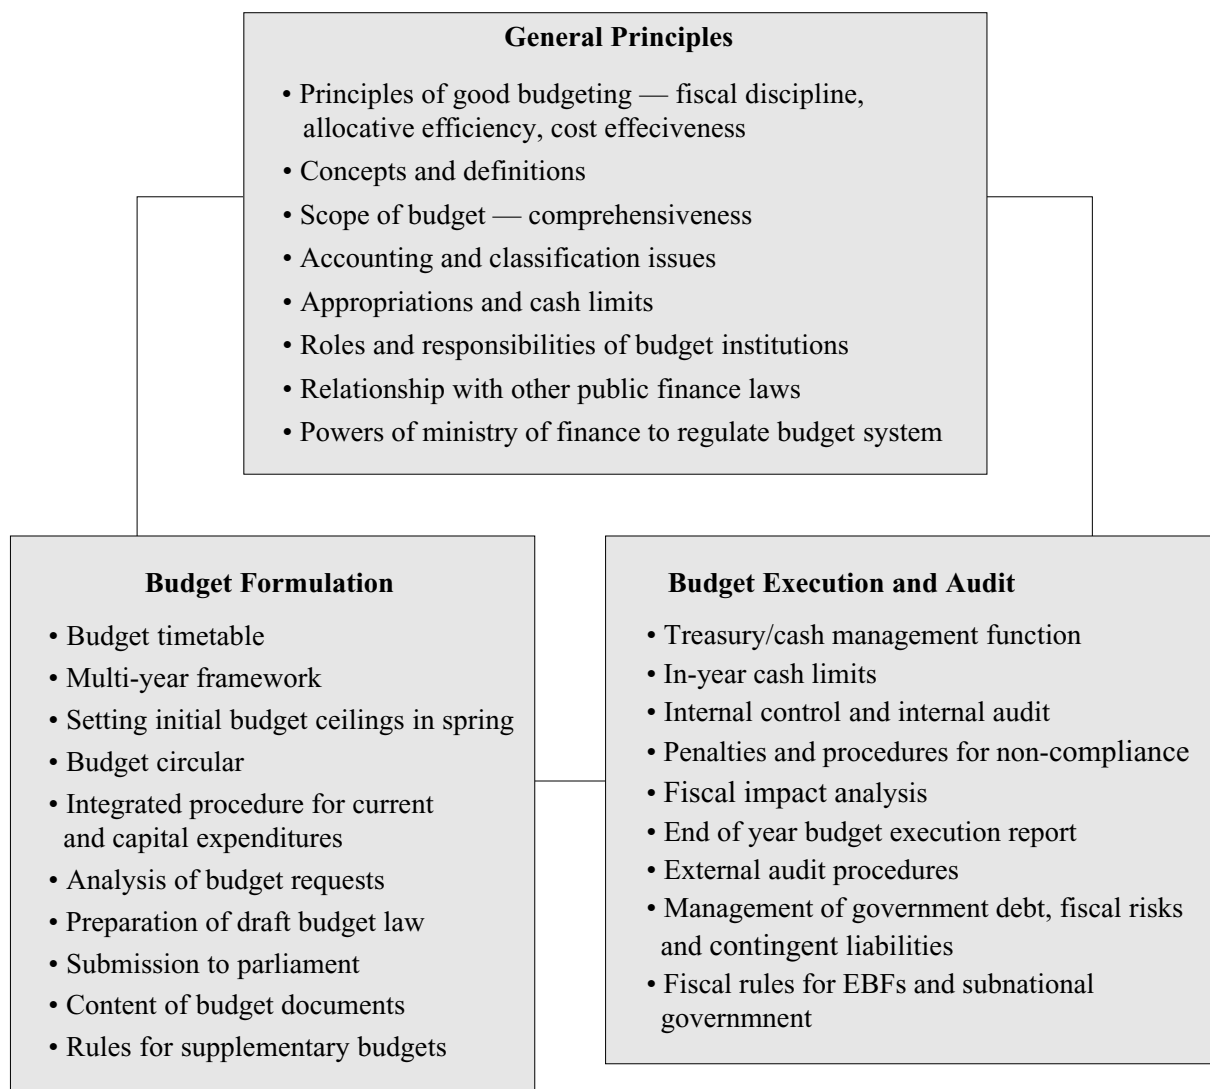 General Principles
• Principles of good budgeting — fiscal discipline,
allocative efficiency, cost effeciveness
• Concepts and definitions
• Scope of budget — comprehensiveness
• Accounting and classification issues
• Appropriations and cash limits
• Roles and responsibilities of budget institutions
• Relationship with other public finance laws
• Powers of ministry of finance to regulate budget system
Budget Formulation
• Budget timetable
• Multi-year framework
• Setting initial budget ceilings in spring
• Budget circular
• Integrated procedure for current
and capital expenditures
• Analysis of budget requests
• Preparation of draft budget law
• Submission to parliament
• Content of budget documents
• Rules for supplementary budgets
Budget Execution and Audit
• Treasury/cash management function
• In-year cash limits
• Internal control and internal audit
• Penalties and procedures for non-compliance
• Fiscal impact analysis
• End of year budget execution report
• External audit procedures
• Management of government debt, fiscal risks
and contingent liabilities
• Fiscal rules for EBFs and subnational
governmnent